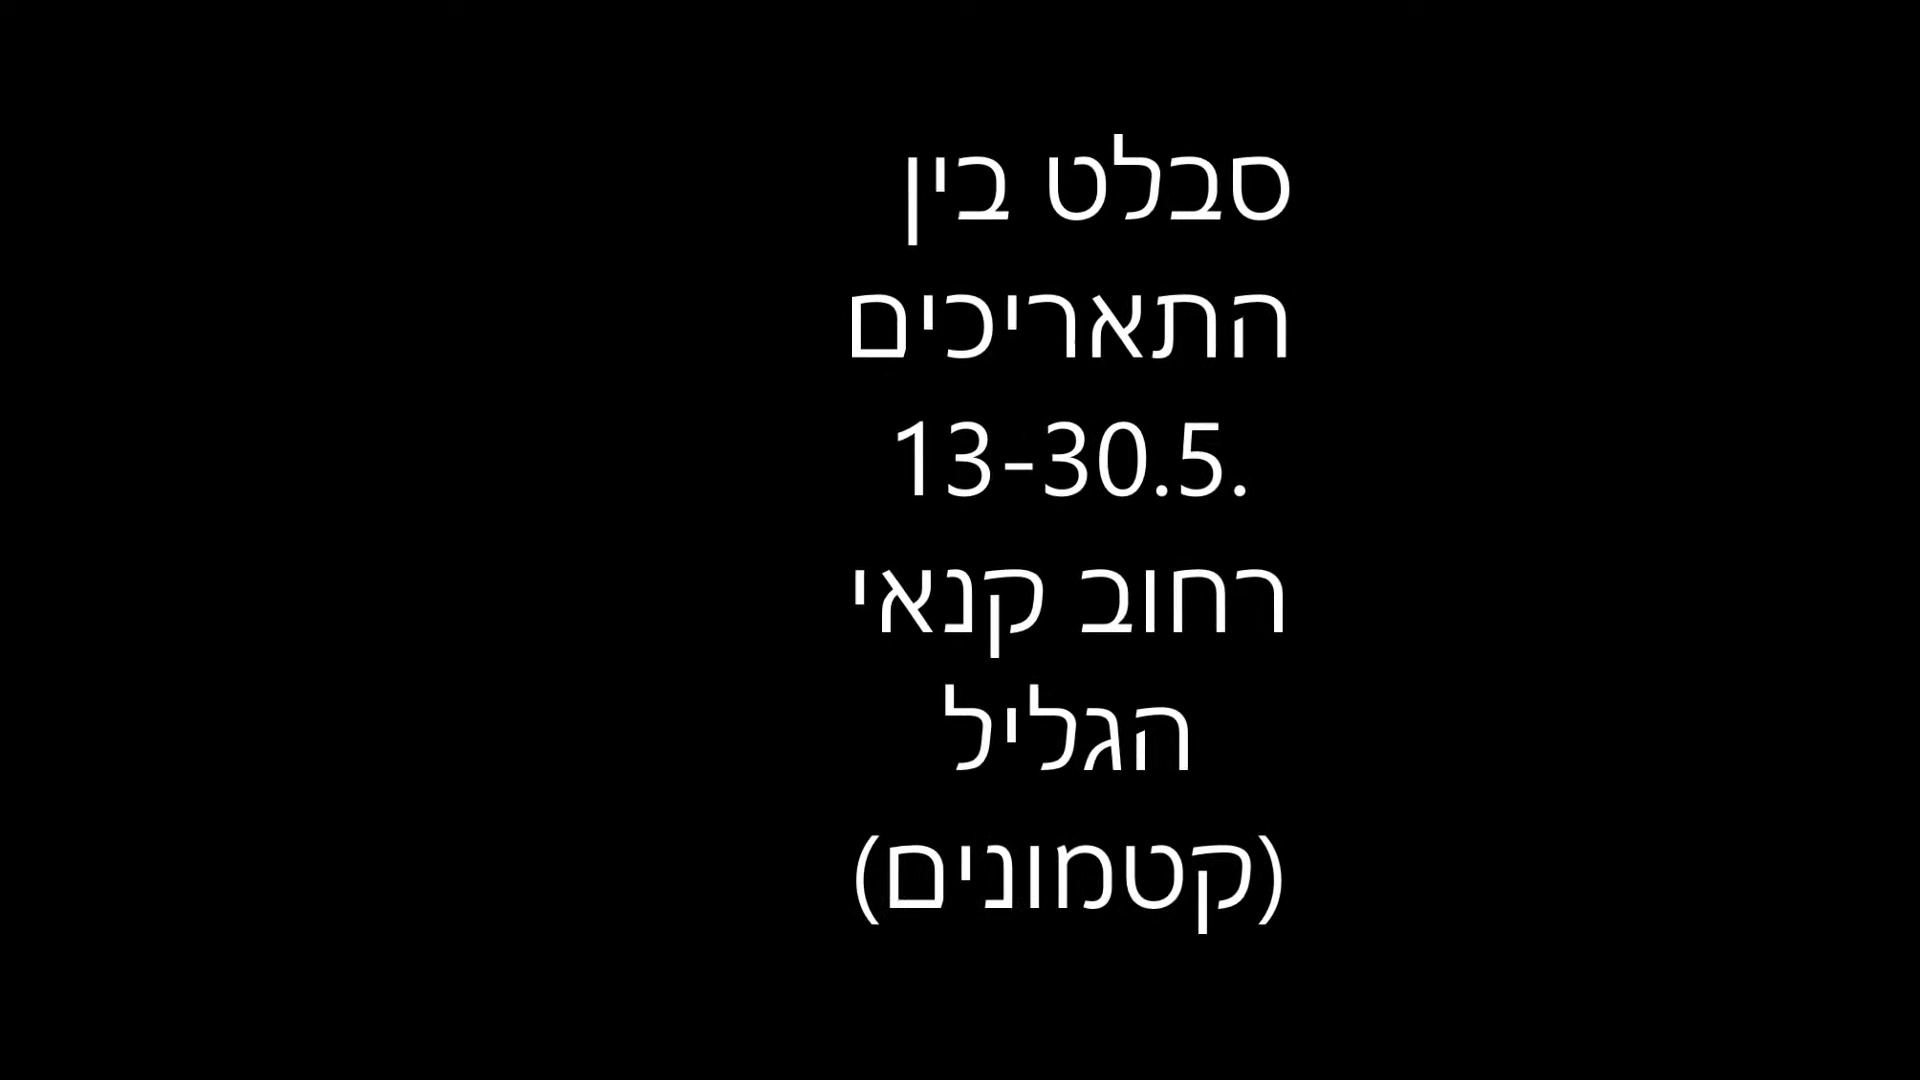 סבלט בין
התאריכים
13-30.5.
רחוב קנאי
הגליל
(קטמונים)